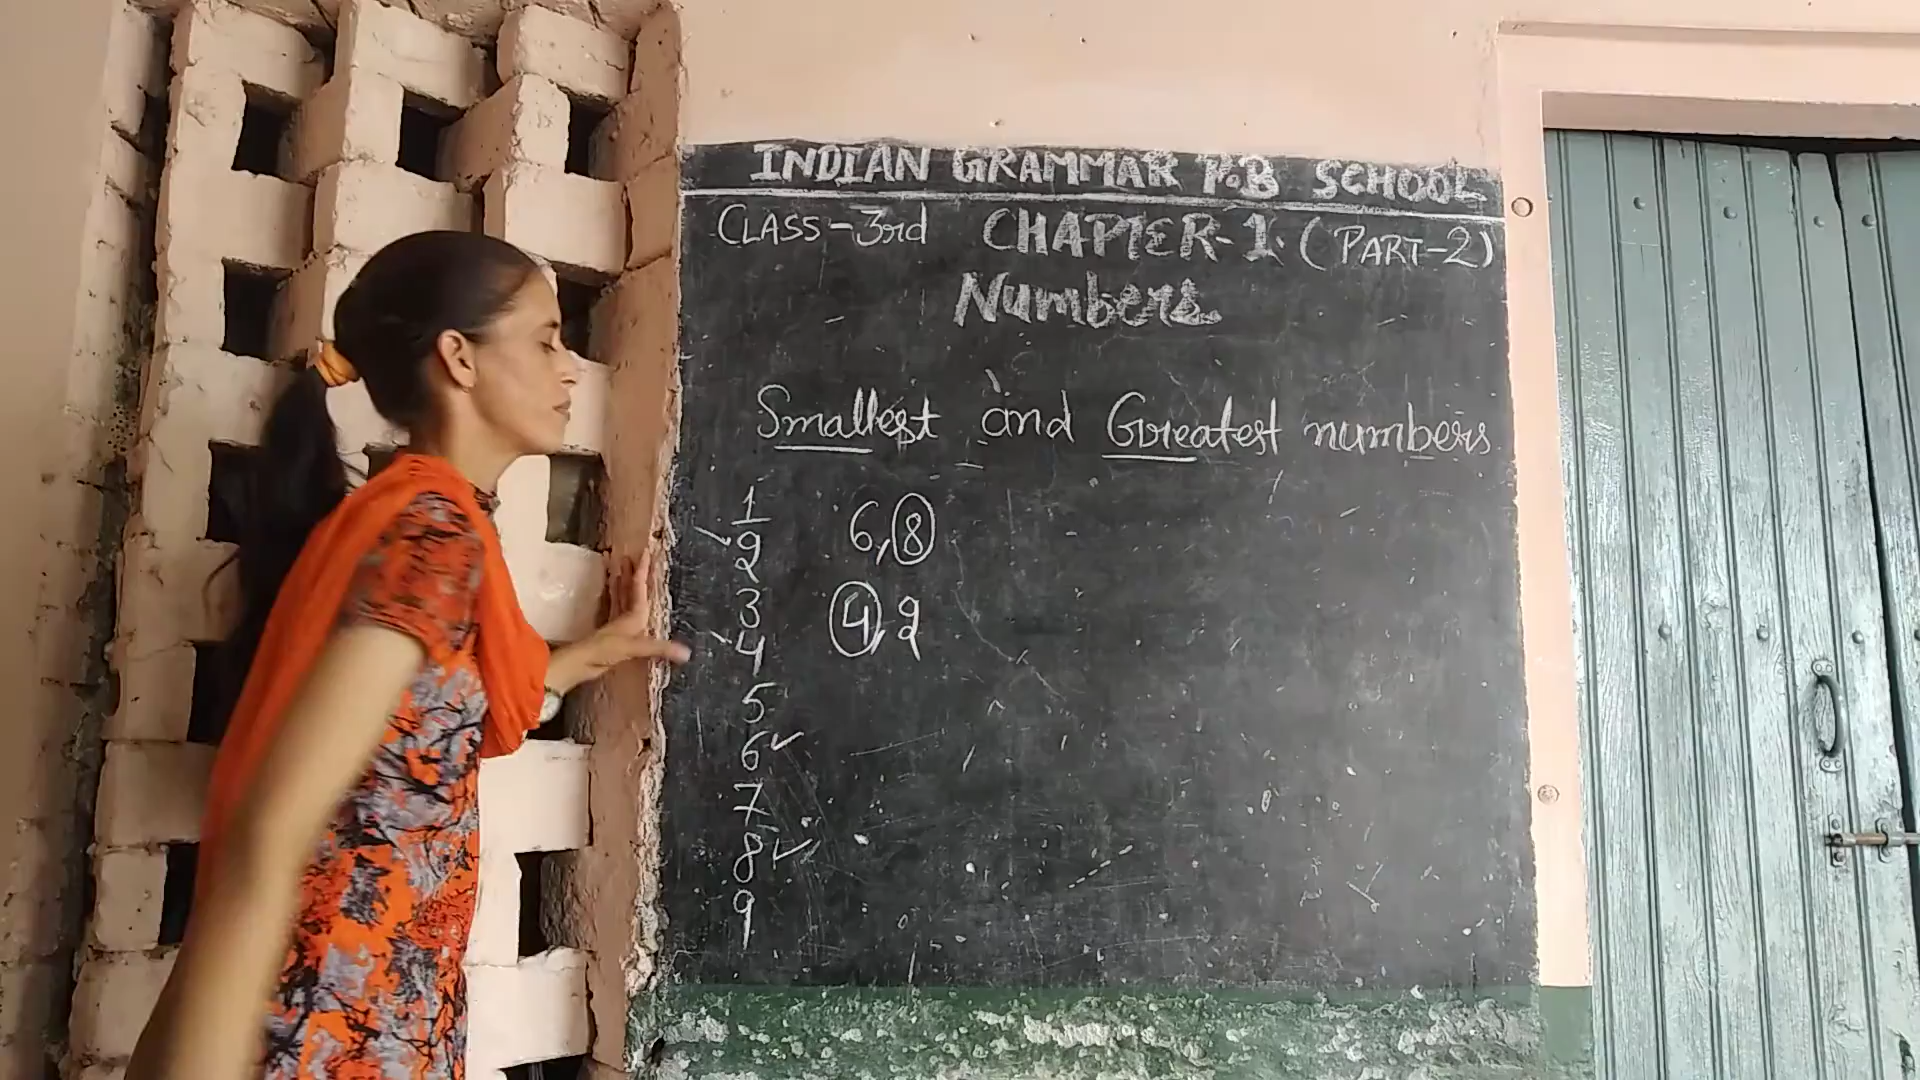 INDIAN GRAMMAR P.B SCHOOL
CLASS-3rd CHAPTER-1. (PART-2)
Numbers
Smallest and Greatest numbers
1
2
3
4
5
6 ✓
7
8 ✓
9
6, 8
4, 2